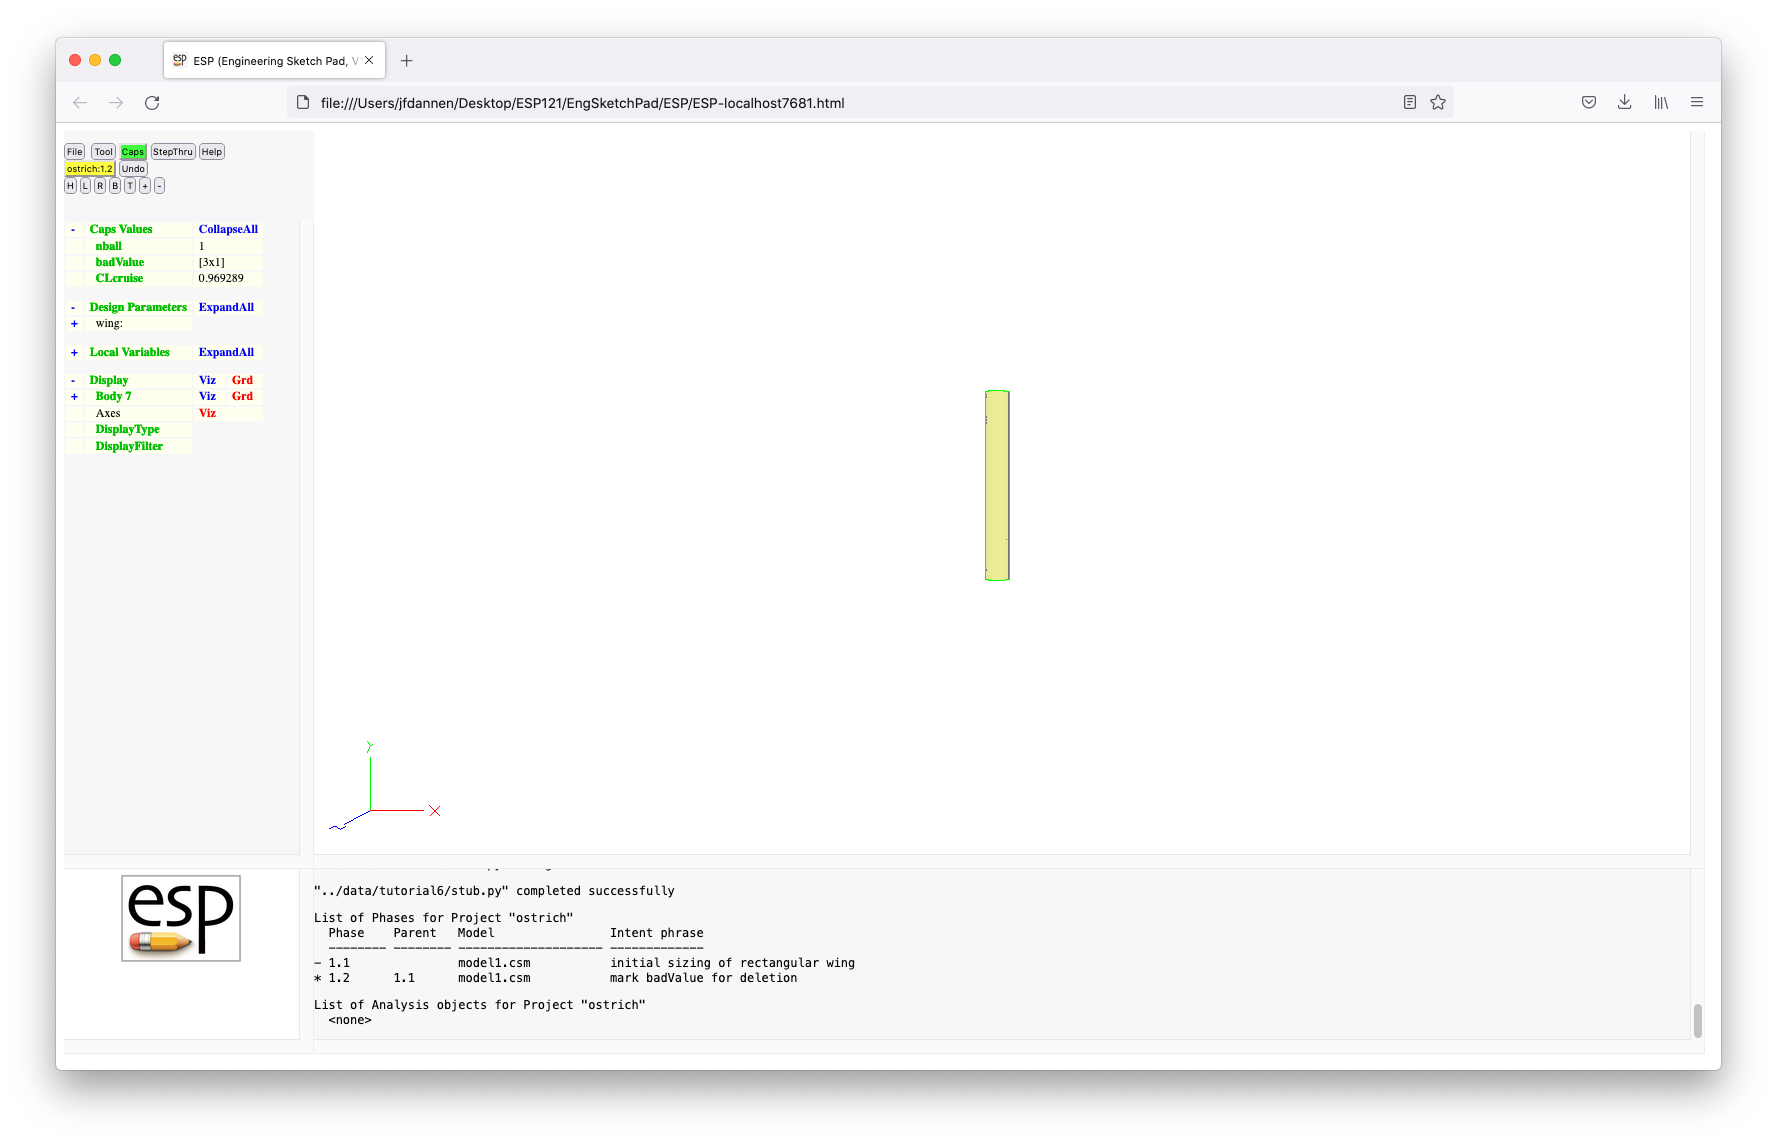 esp ESP (Engineering Sketch Pad, V
file:///Users/jfdannen/Desktop/ESP121/EngSketchPad/ESP/ESP-localhost7681.html
File Tool Caps StepThru Help
ostrich:1.2 Undo
H L R B T + -
- Caps Values CollapseAll
nball 1
badValue [3x1]
CLcruise 0.969289
- Design Parameters ExpandAll
+ wing:
+ Local Variables ExpandAll
- Display Viz Grd
+ Body 7 Viz Grd
Axes Viz
DisplayType
DisplayFilter
Y
X
Z
esp
"../data/tutorial6/stub.py" completed successfully
List of Phases for Project "ostrich"
Phase Parent Model Intent phrase
-------- -------- -------------------- -------------
- 1.1 model1.csm initial sizing of rectangular wing
* 1.2 1.1 model1.csm mark badValue for deletion
List of Analysis objects for Project "ostrich"
<none>